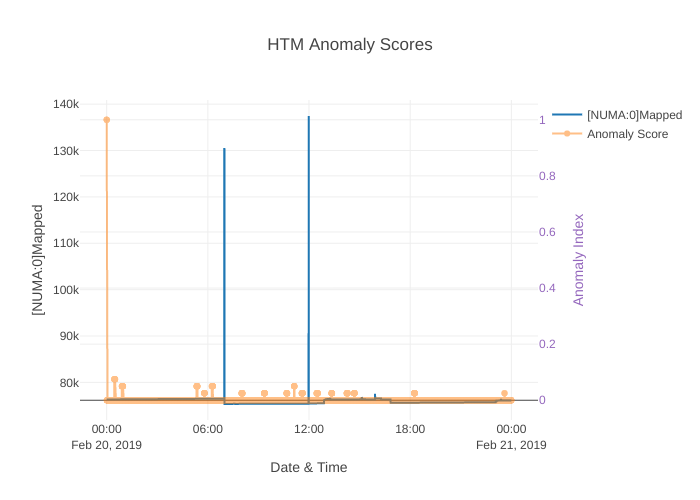 HTM Anomaly Scores
[NUMA:0]Mapped
Anomaly Score
140k
130k
120k
110k
100k
90k
80k
[NUMA:0]Mapped
1
0.8
0.6
0.4
0.2
0
Anomaly Index
00:00 06:00 12:00 18:00 00:00
Feb 20, 2019 Feb 21, 2019
Date & Time